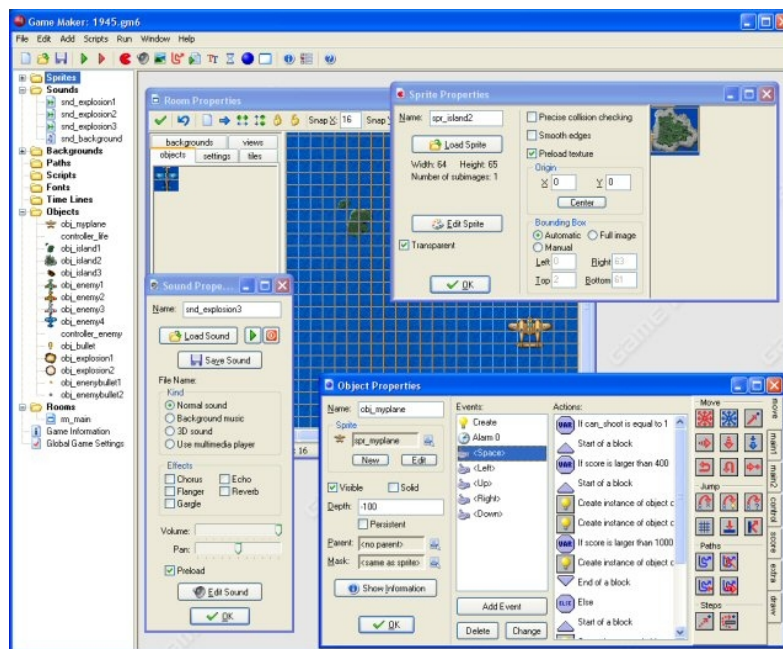 Game Maker: 1945.gm6
File Edit Add Scripts Run Window Help
Sprites
Sounds
snd_explosion1
snd_explosion2
snd_explosion3
snd_background
Backgrounds
Paths
Scripts
Fonts
Time Lines
Objects
obj_myplane
controller_life
obj_island1
obj_island2
obj_island3
obj_enemy1
obj_enemy2
obj_enemy3
obj_enemy4
controller_enemy
obj_bullet
obj_explosion1
obj_explosion2
obj_enemybullet1
obj_enemybullet2
Rooms
rm_main
Game Information
Global Game Settings
Room Properties
Snap X: 16 Snap Y
backgrounds views
objects settings tiles
: 16
Sprite Properties
Name: spr_island2
Load Sprite
Width: 64 Height: 65
Number of subimages: 1
Edit Sprite
Transparent
OK
Precise collision checking
Smooth edges
Preload texture
Origin
X 0 Y 0
Center
Bounding Box
Automatic Full image
Manual
Left 0 Right 63
Top 2 Bottom 61
Sound Prope...
Name: snd_explosion3
Load Sound
Save Sound
File Name:
Kind
Normal sound
Background music
3D sound
Use multimedia player
Effects
Chorus Echo
Flanger Reverb
Gargle
Volume:
Pan:
Preload
Edit Sound
OK
Object Properties
Name: obj_myplane
Sprite
spr_myplane
New Edit
Visible Solid
Depth: -100
Persistent
Parent: <no parent>
Mask: <same as sprite>
Show Information
OK
Events:
Create
Alarm 0
<Space>
<Left>
<Up>
<Right>
<Down>
Add Event
Delete Change
Actions:
VAR If can_shoot is equal to 1
Start of a block
VAR If score is larger than 400
Start of a block
Create instance of object c
Create instance of object c
VAR If score is larger than 1000
Create instance of object c
End of a block
ELSE Else
Start of a block
Move
Jump
Paths
Steps
move
main1
main2
control
score
extra
draw